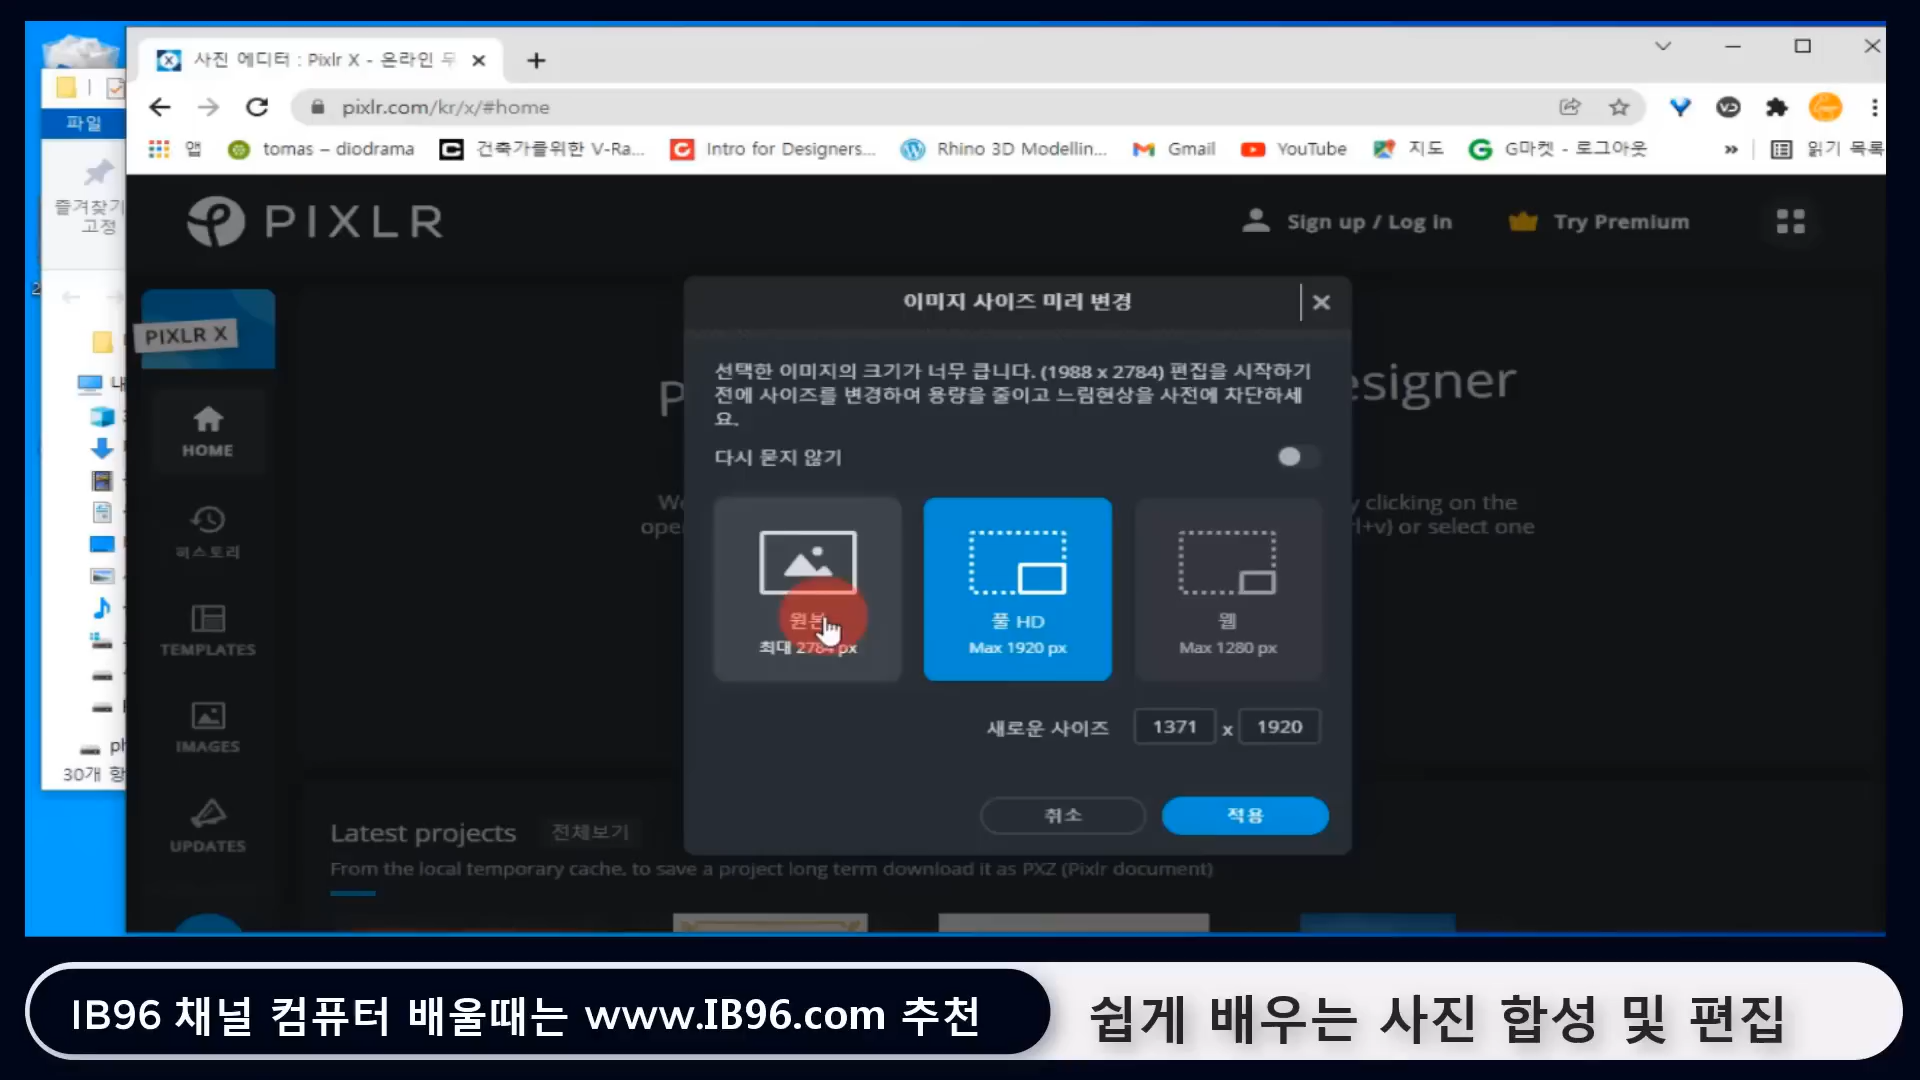 사진 에디터 : Pixlr X - 온라인 무
pixlr.com/kr/x/#home
앱 tomas – diodrama 건축가를위한 V-Ra... Intro for Designers... Rhino 3D Modellin... Gmail YouTube 지도 G마켓 - 로그아웃 » 읽기 목록
파일
즐겨찾기
고정
PIXLR Sign up / Log in Try Premium
PIXLR X
HOME
히스토리
TEMPLATES
IMAGES
UPDATES
30개 항
이미지 사이즈 미리 변경
선택한 이미지의 크기가 너무 큽니다. (1988 x 2784) 편집을 시작하기
전에 사이즈를 변경하여 용량을 줄이고 느림현상을 사전에 차단하세
요.
다시 묻지 않기
원본
최대 2784 px
풀 HD
Max 1920 px
웹
Max 1280 px
새로운 사이즈 1371 x 1920
취소 적용
esigner
clicking on the
or select one
Latest projects 전체보기
From the local temporary cache, to save a project long term download it as PXZ (Pixlr document)
IB96 채널 컴퓨터 배울때는 www.IB96.com 추천
쉽게 배우는 사진 합성 및 편집